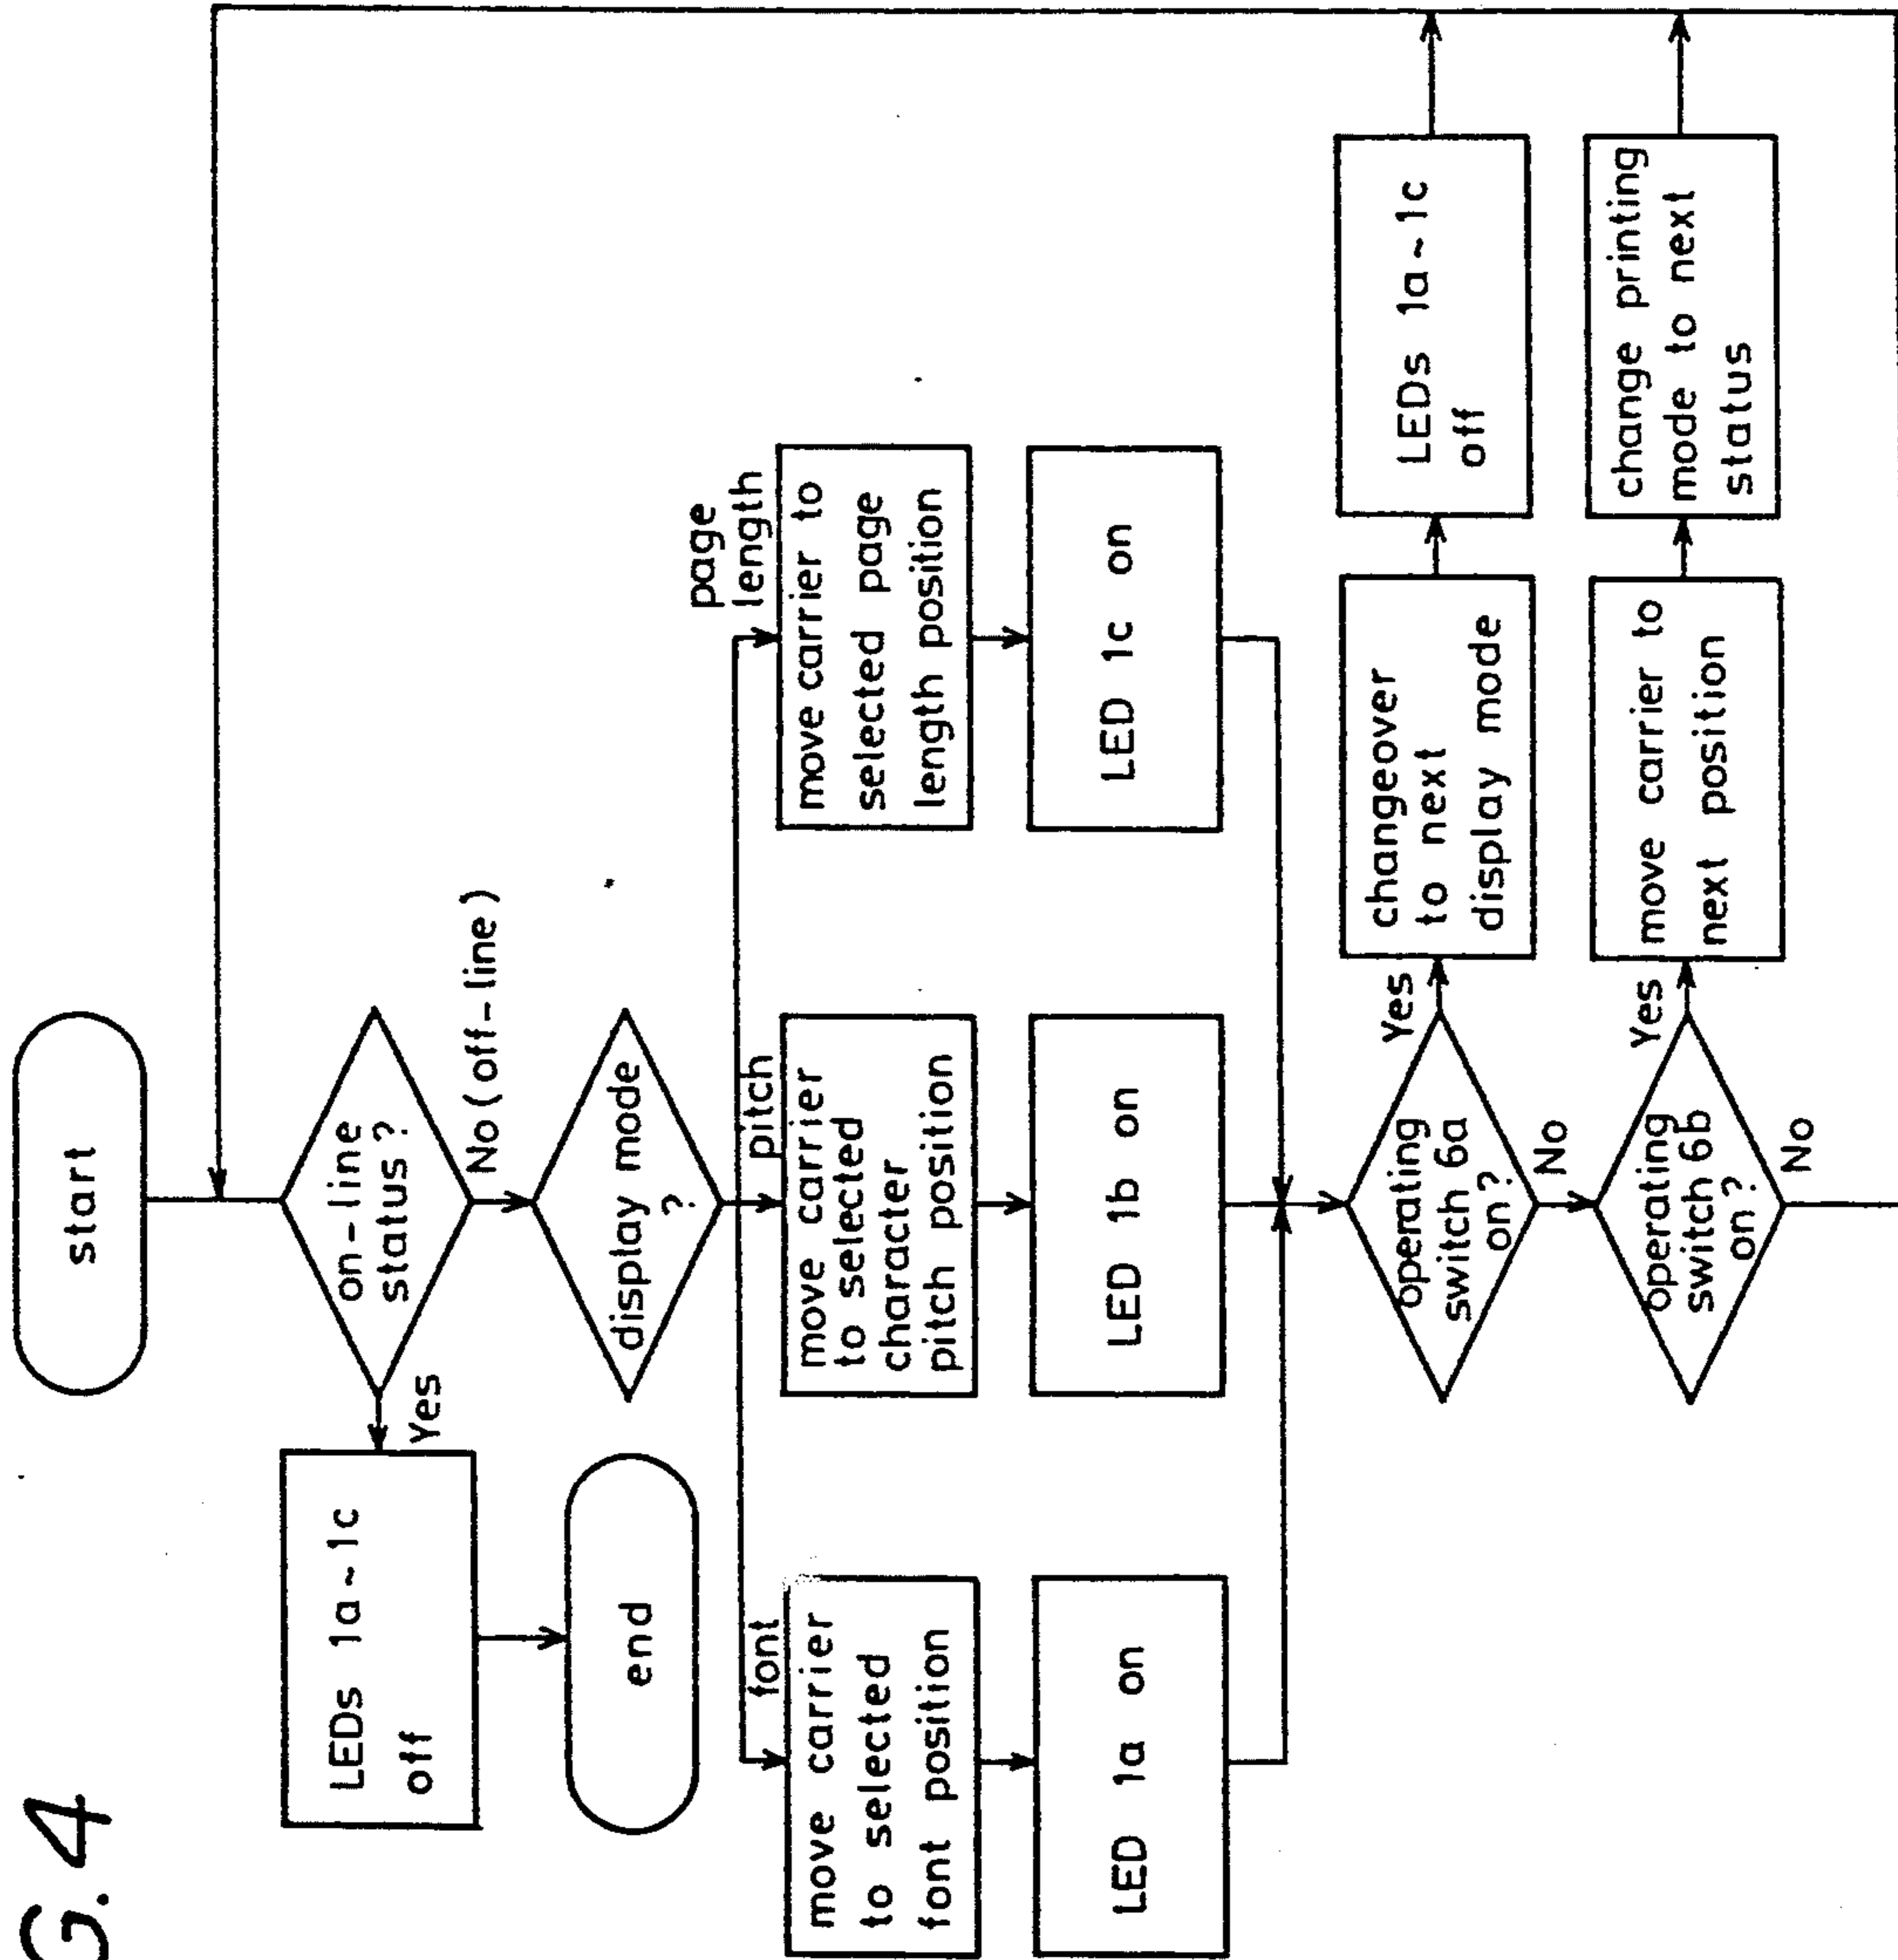 G. 4
start
on-line
status ?
Yes
No (off-line)
LEDs 1a ~ 1c
off
end
display mode
?
font
pitch
page
length
move carrier
to selected
font position
move carrier
to selected
character
pitch position
move carrier to
selected page
length position
LED 1a on
LED 1b on
LED 1c on
operating
switch 6a
on ?
Yes
No
changeover
to next
display mode
LEDs 1a ~ 1c
off
operating
switch 6b
on ?
Yes
No
move carrier to
next position
change printing
mode to next
status